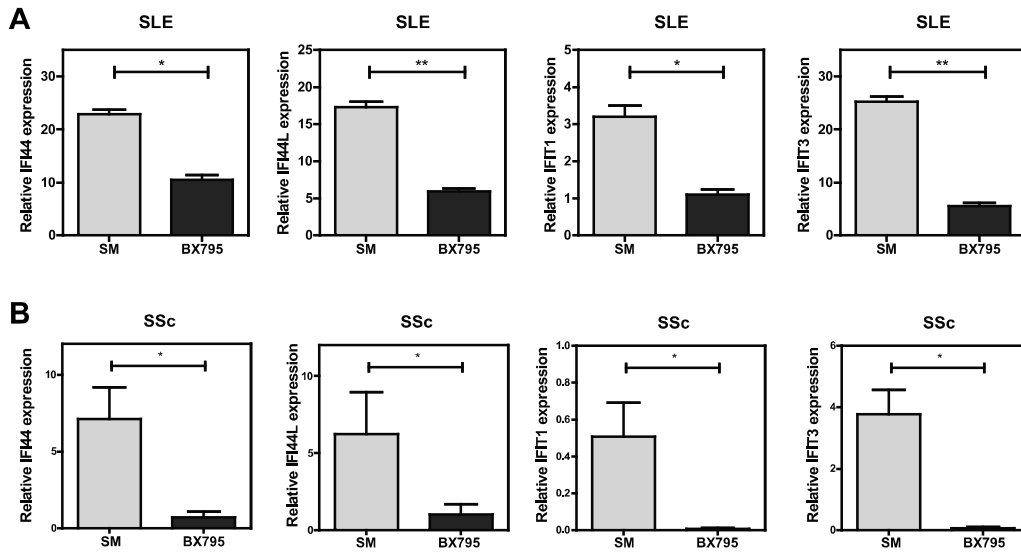 A
SLE
Relative IFI44 expression
30
20
10
0
*
SM
BX795
SLE
Relative IFI44L expression
25
20
15
10
5
0
**
SM
BX795
SLE
Relative IFIT1 expression
5
4
3
2
1
0
*
SM
BX795
SLE
Relative IFIT3 expression
30
20
10
0
**
SM
BX795
B
SSc
Relative IFI44 expression
10
5
0
*
SM
BX795
SSc
Relative IFI44L expression
10
5
0
*
SM
BX795
SSc
Relative IFIT1 expression
1.0
0.8
0.6
0.4
0.2
0.0
*
SM
BX795
SSc
Relative IFIT3 expression
6
4
2
0
*
SM
BX795